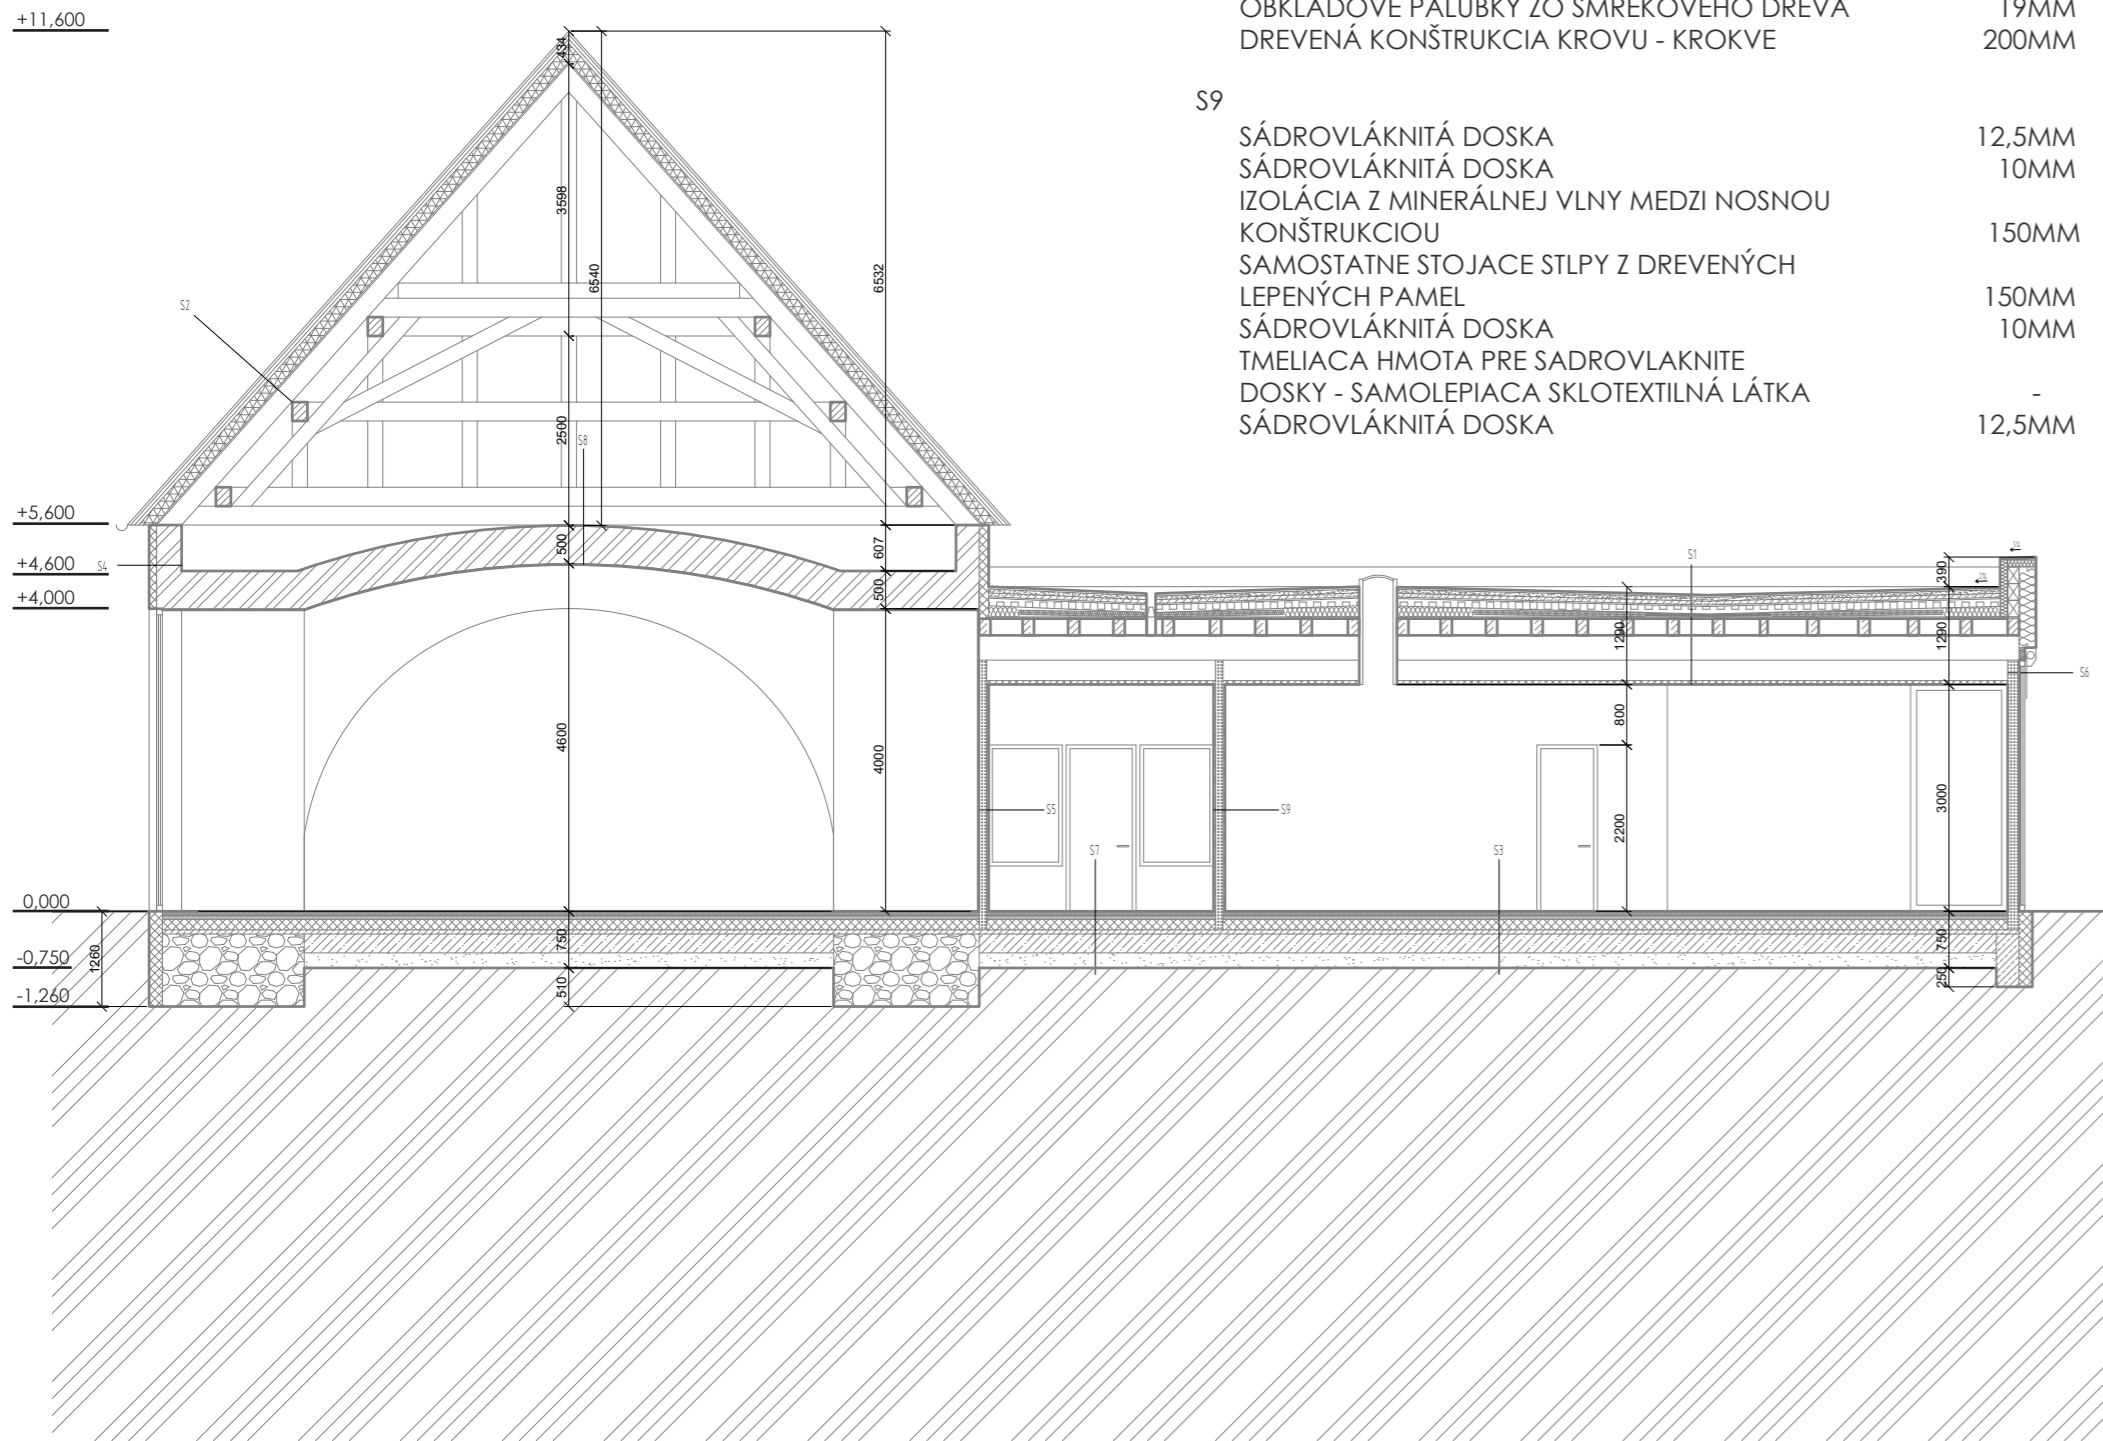 OBKLADOVÉ PALUBKY ZO SMREKOVÉHO DREVA 19MM
DREVENÁ KONŠTRUKCIA KROVU - KROKVE 200MM
S9
SÁDROVLÁKNITÁ DOSKA 12,5MM
SÁDROVLÁKNITÁ DOSKA 10MM
IZOLÁCIA Z MINERÁLNEJ VLNY MEDZI NOSNOU
KONŠTRUKCIOU 150MM
SAMOSTATNE STOJACE STLPY Z DREVENÝCH
LEPENÝCH PAMEL 150MM
SÁDROVLÁKNITÁ DOSKA 10MM
TMELIACA HMOTA PRE SADROVLAKNITE
DOSKY - SAMOLEPIACA SKLOTEXTILNÁ LÁTKA -
SÁDROVLÁKNITÁ DOSKA 12,5MM
+11,600
+5,600
+4,600
+4,000
0,000
-0,750
-1,260
1260
S2
S4
S8
434
3598
6540
6532
2500
500
607
500
4600
4000
750
510
S1
390
1290
1290
S6
800
2200
3000
S5
S9
S7
S3
750
250